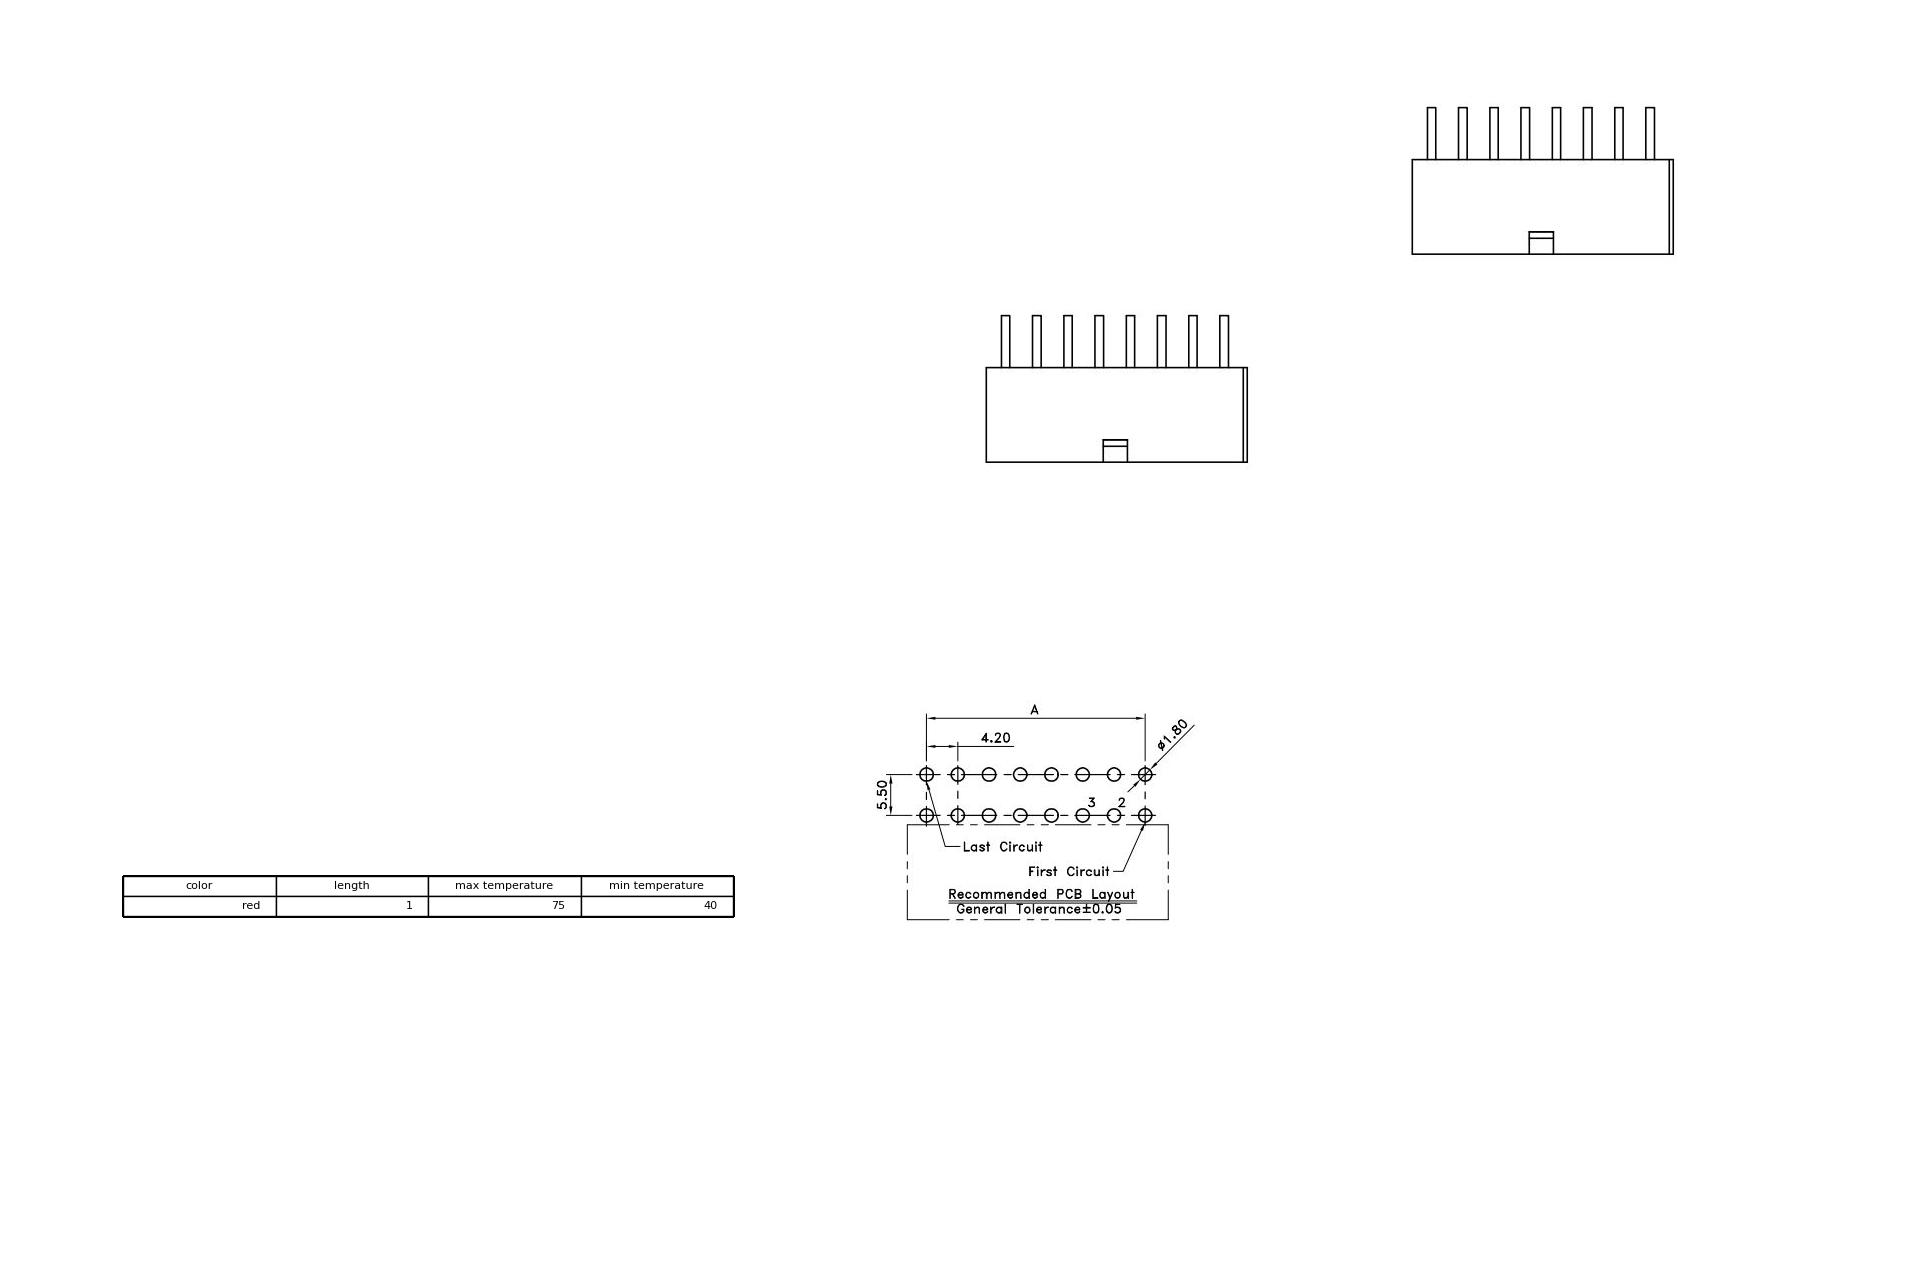 A
4.20
ø1.80
5.50
3 2
Last Circuit
First Circuit
Recommended PCB Layout
General Tolerance±0.05
color length max temperature min temperature
red 1 75 40